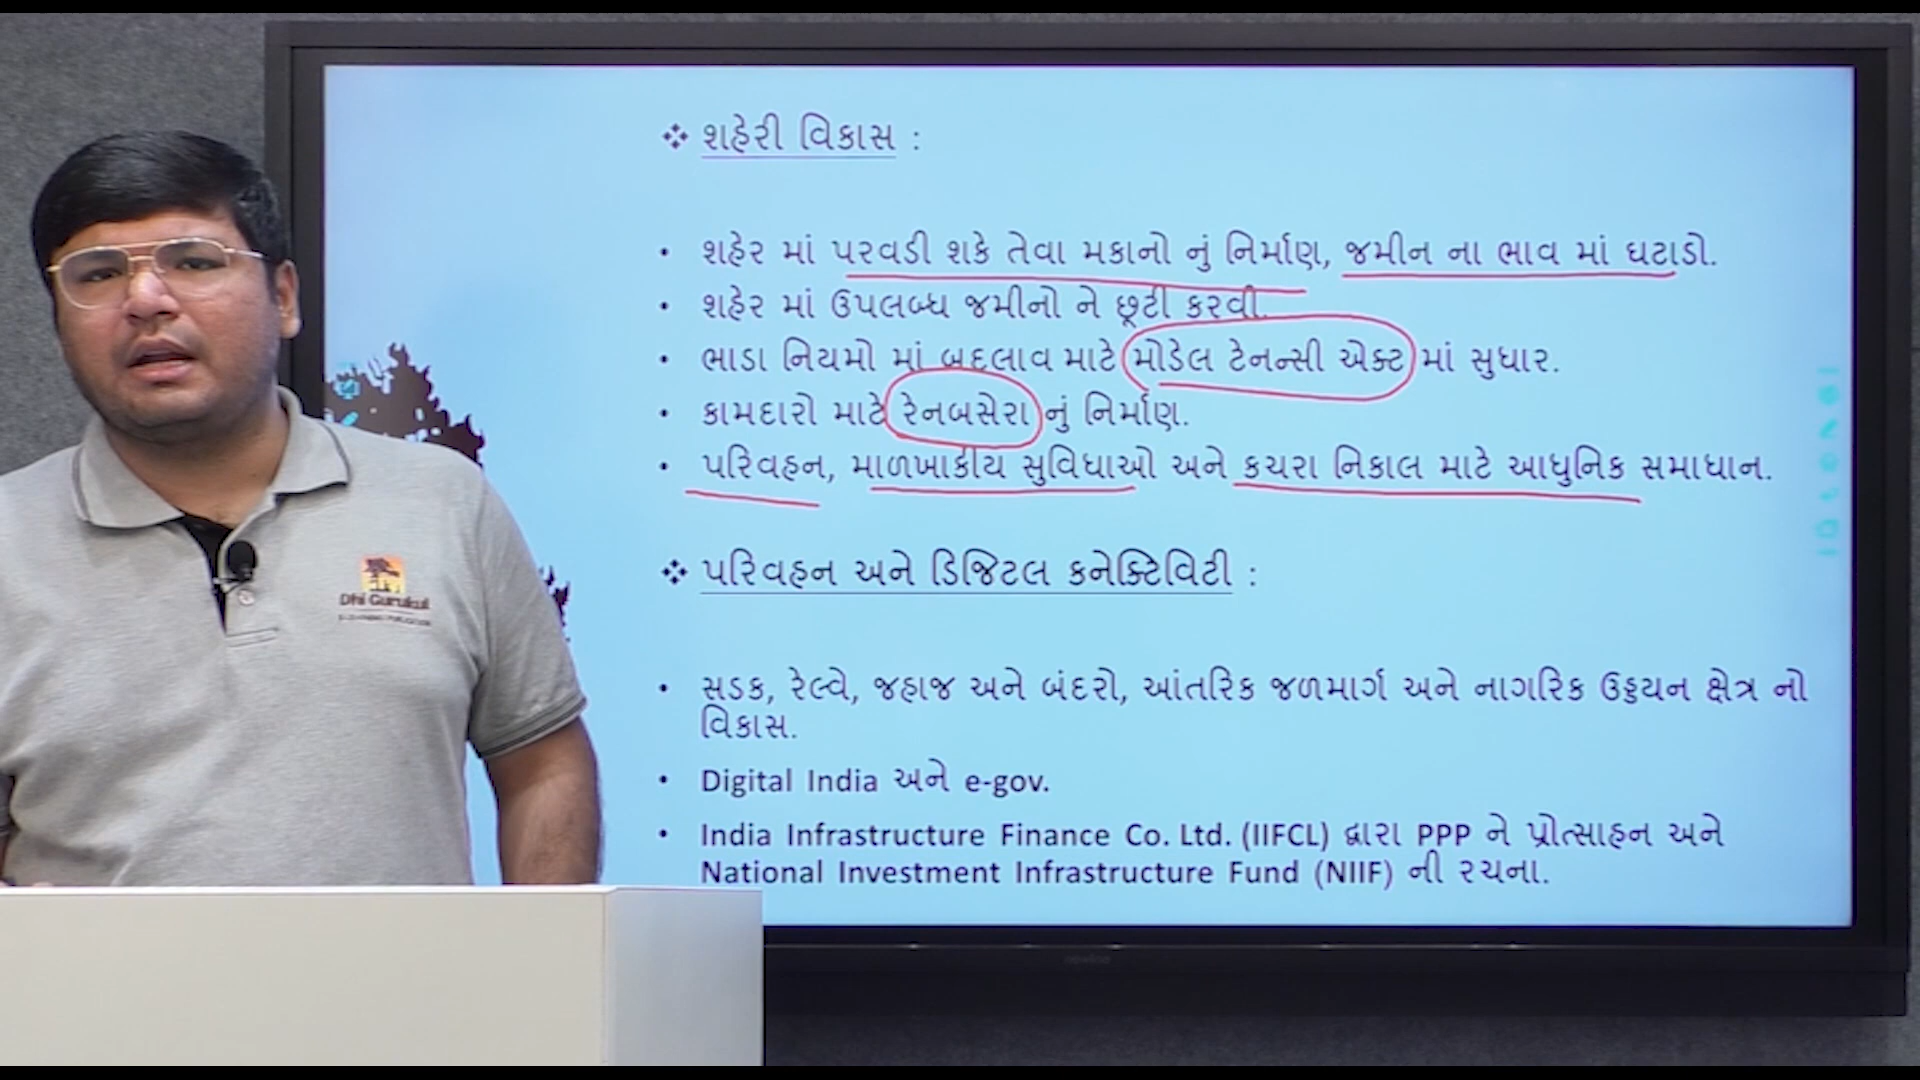 ❖ શહેરી વિકાસ :
• શહેર માં પરવડી શકે તેવા મકાનો નું નિર્માણ, જમીન ના ભાવ માં ઘટાડો.
• શહેર માં ઉપલબ્ધ જમીનો ને છૂટી કરવી.
• ભાડા નિયમો માં બદલાવ માટે મોડેલ ટેનન્સી એક્ટ માં સુધાર.
• કામદારો માટે રેનબસેરા નું નિર્માણ.
• પરિવહન, માળખાકીય સુવિધાઓ અને કચરા નિકાલ માટે આધુનિક સમાધાન.
❖ પરિવહન અને ડિજિટલ કનેક્ટિવિટી :
• સડક, રેલ્વે, જહાજ અને બંદરો, આંતરિક જળમાર્ગ અને નાગરિક ઉડ્ડયન ક્ષેત્ર નો
વિકાસ.
• Digital India અને e-gov.
• India Infrastructure Finance Co. Ltd. (IIFCL) દ્વારા PPP ને પ્રોત્સાહન અને
National Investment Infrastructure Fund (NIIF) ની રચના.
Dhi Gurukul